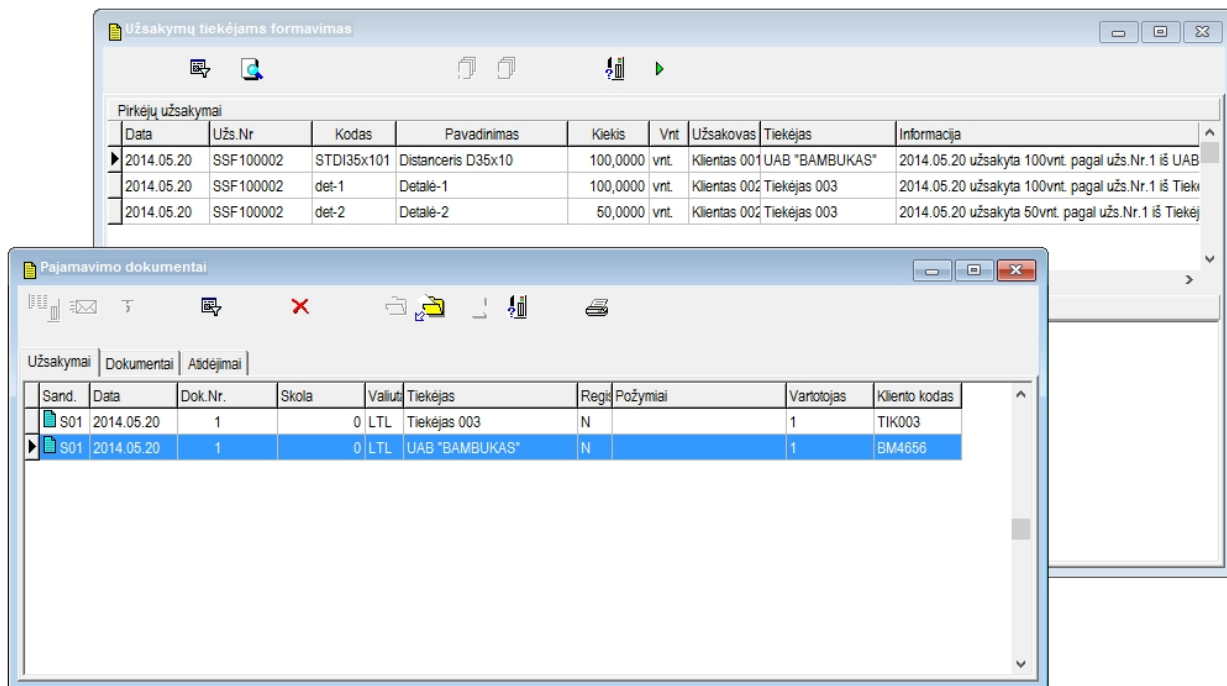 Užsakymų tiekėjams formavimas
Pirkėjų užsakymai
Data Užs.Nr Kodas Pavadinimas Kiekis Vnt Užsakovas Tiekėjas Informacija
2014.05.20 SSF100002 STDI35x101 Distanceris D35x10 100,0000 vnt. Klientas 001 UAB "BAMBUKAS" 2014.05.20 užsakyta 100vnt. pagal užs.Nr.1 iš UAB
2014.05.20 SSF100002 det-1 Detalė-1 100,0000 vnt. Klientas 002 Tiekėjas 003 2014.05.20 užsakyta 100vnt. pagal užs.Nr.1 iš Tiekė
2014.05.20 SSF100002 det-2 Detalė-2 50,0000 vnt. Klientas 002 Tiekėjas 003 2014.05.20 užsakyta 50vnt. pagal užs.Nr.1 iš Tiekėj
Pajamavimo dokumentai
Užsakymai Dokumentai Atidėjimai
Sand. Data Dok.Nr. Skola Valiuta Tiekėjas Regis Požymiai Vartotojas Kliento kodas
S01 2014.05.20 1 0 LTL Tiekėjas 003 N 1 TIK003
S01 2014.05.20 1 0 LTL UAB "BAMBUKAS" N 1 BM4656